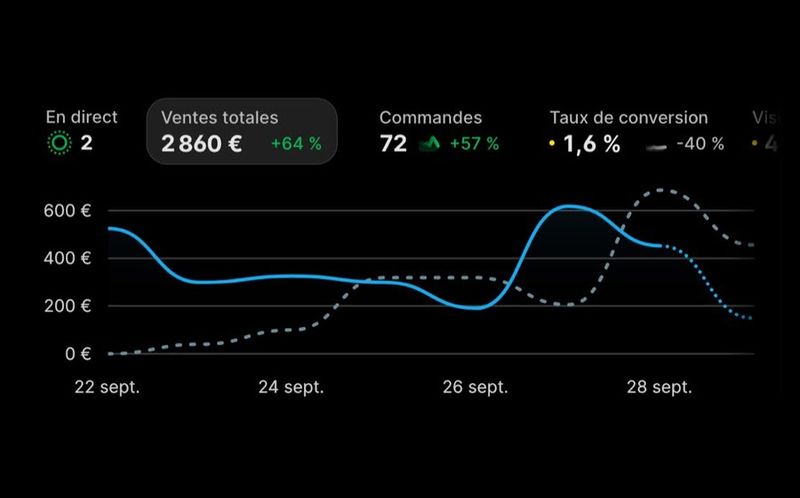 En direct
2
Ventes totales
2 860 € +64 %
Commandes
72 +57 %
Taux de conversion
1,6 % -40 %
600 €
400 €
200 €
0 €
22 sept. 24 sept. 26 sept. 28 sept.